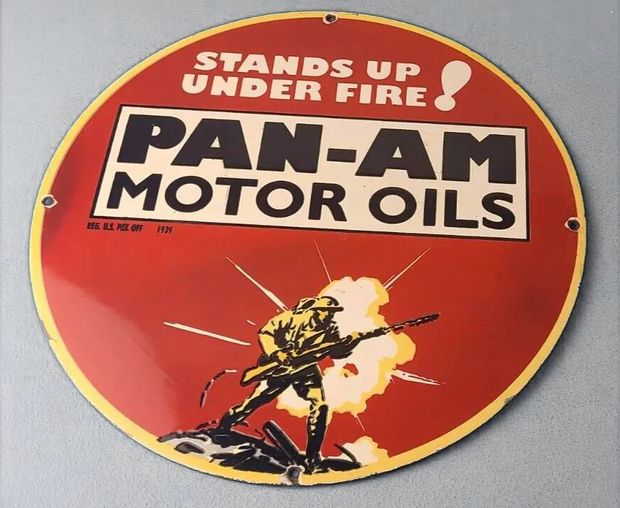 STANDS UP
UNDER FIRE!
PAN-AM
MOTOR OILS
REG. U.S. PAT. OFF 1939